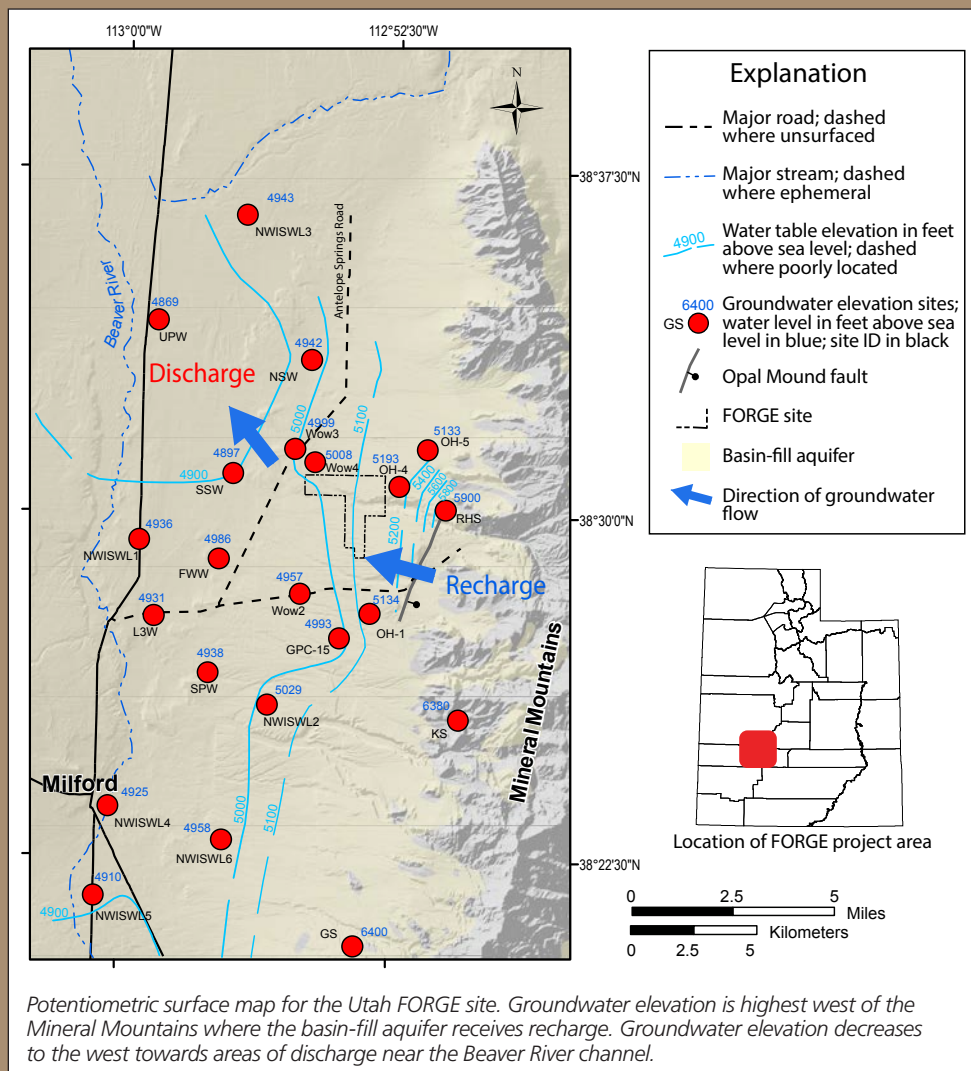 113°0'0"W
112°52'30"W
N
38°37'30"N
38°30'0"N
38°22'30"N
4943
NWISWL3
Antelope Springs Road
Beaver River
4869
UPW
Discharge
4942
NSW
5000
5100
4999
Wow3
5008
Wow4
5133
OH-5
5193
OH-4
5400
5600
5800
5900
RHS
4897
4900
SSW
4936
NWISWL1
4986
FWW
5200
Recharge
4957
Wow2
5134
OH-1
4931
L3W
4993
GPC-15
4938
SPW
5029
NWISWL2
6380
KS
Mineral Mountains
Milford
4925
NWISWL4
5000
5100
4958
NWISWL6
4910
NWISWL5
4900
GS
6400
Explanation
Major road; dashed
where unsurfaced
Major stream; dashed
where ephemeral
4900
Water table elevation in feet
above sea level; dashed
where poorly located
6400
GS
Groundwater elevation sites;
water level in feet above sea
level in blue; site ID in black
Opal Mound fault
FORGE site
Basin-fill aquifer
Direction of groundwater
flow
Location of FORGE project area
0 2.5 5
Miles
Kilometers
0 2.5 5
Potentiometric surface map for the Utah FORGE site. Groundwater elevation is highest west of the
Mineral Mountains where the basin-fill aquifer receives recharge. Groundwater elevation decreases
to the west towards areas of discharge near the Beaver River channel.